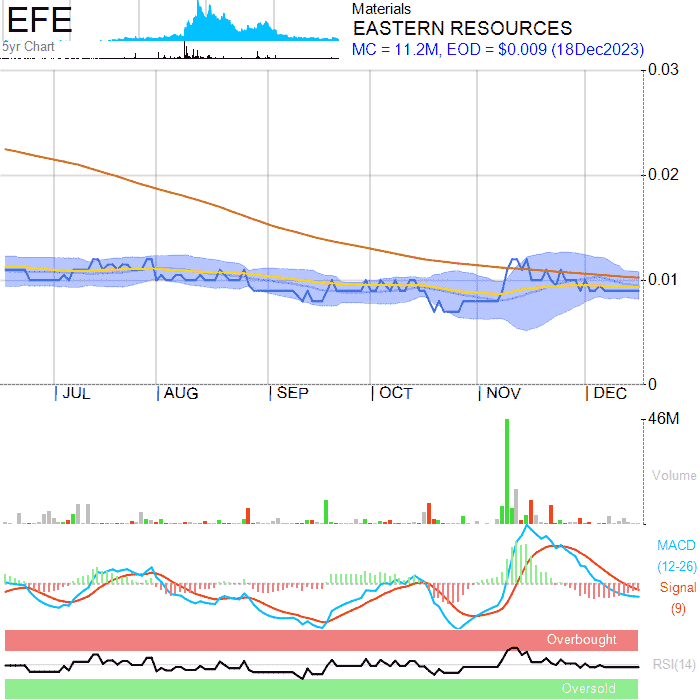 EFE
5yr Chart
Materials
EASTERN RESOURCES
MC = 11.2M, EOD = $0.009 (18Dec2023)
0.03
0.02
0.01
0
JUL AUG SEP OCT NOV DEC
46M
Volume
MACD
(12-26)
Signal
(9)
Overbought
RSI(14)
Oversold